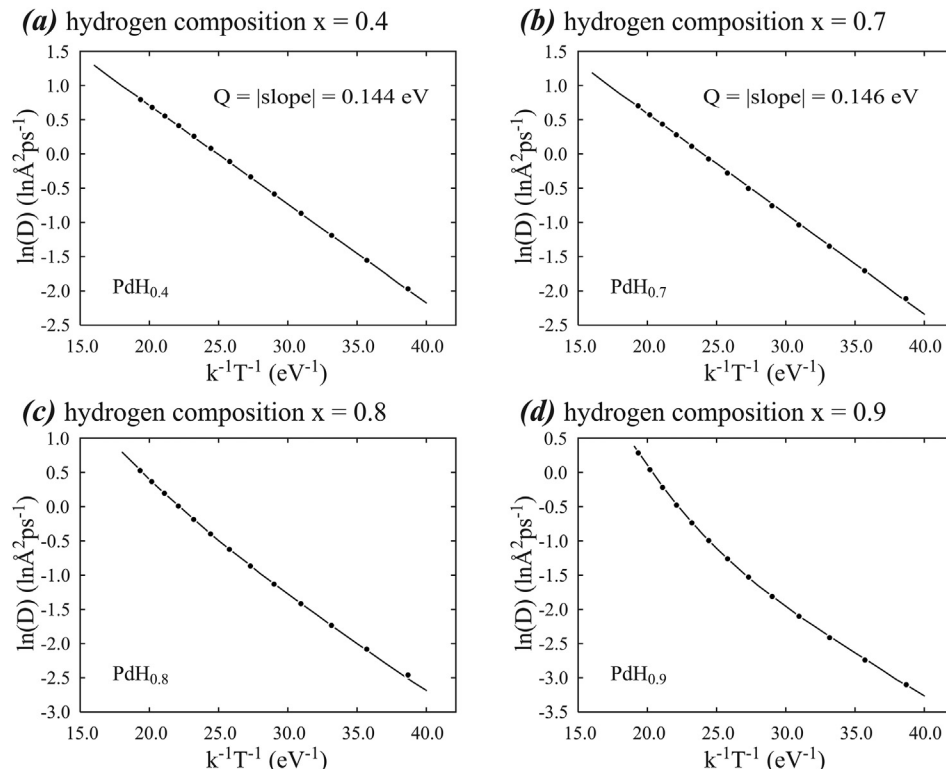 (a) hydrogen composition x = 0.4
1.5
1.0
0.5
0.0
-0.5
-1.0
-1.5
-2.0
-2.5
ln(D) (lnÅ²ps⁻¹)
Q = |slope| = 0.144 eV
PdH₀.₄
15.0 20.0 25.0 30.0 35.0 40.0
k⁻¹T⁻¹ (eV⁻¹)
(b) hydrogen composition x = 0.7
1.5
1.0
0.5
0.0
-0.5
-1.0
-1.5
-2.0
-2.5
ln(D) (lnÅ²ps⁻¹)
Q = |slope| = 0.146 eV
PdH₀.₇
15.0 20.0 25.0 30.0 35.0 40.0
k⁻¹T⁻¹ (eV⁻¹)
(c) hydrogen composition x = 0.8
1.0
0.5
0.0
-0.5
-1.0
-1.5
-2.0
-2.5
-3.0
ln(D) (lnÅ²ps⁻¹)
PdH₀.₈
15.0 20.0 25.0 30.0 35.0 40.0
k⁻¹T⁻¹ (eV⁻¹)
(d) hydrogen composition x = 0.9
0.5
0.0
-0.5
-1.0
-1.5
-2.0
-2.5
-3.0
-3.5
ln(D) (lnÅ²ps⁻¹)
PdH₀.₉
15.0 20.0 25.0 30.0 35.0 40.0
k⁻¹T⁻¹ (eV⁻¹)